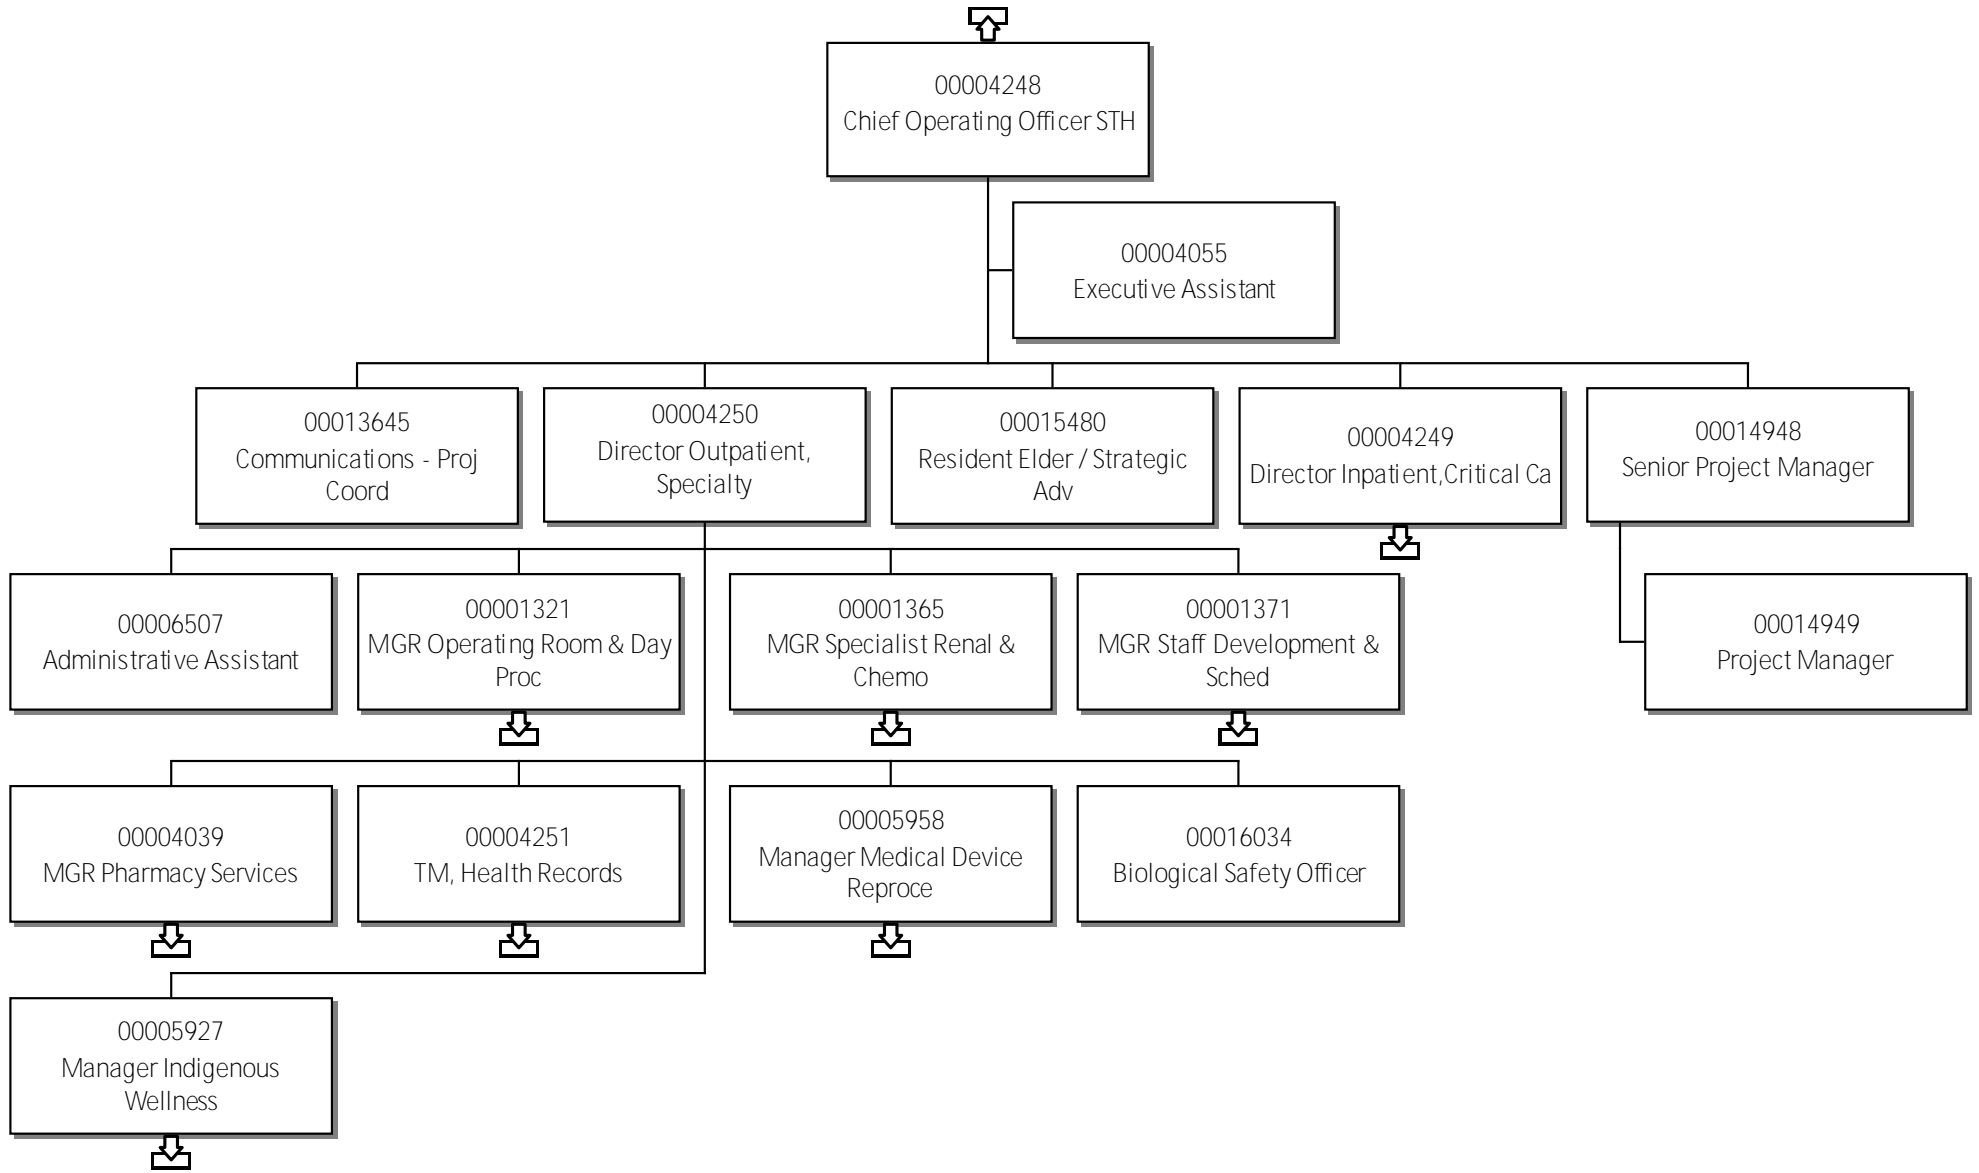 00004248
Chief Operating Officer STH
00004055
Executive Assistant
00013645
Communications - Proj
Coord
00004250
Director Outpatient,
Specialty
00015480
Resident Elder / Strategic
Adv
00004249
Director Inpatient,Critical Ca
00014948
Senior Project Manager
00006507
Administrative Assistant
00001321
MGR Operating Room & Day
Proc
00001365
MGR Specialist Renal &
Chemo
00001371
MGR Staff Development &
Sched
00014949
Project Manager
00004039
MGR Pharmacy Services
00004251
TM, Health Records
00005958
Manager Medical Device
Reproce
00016034
Biological Safety Officer
00005927
Manager Indigenous
Wellness